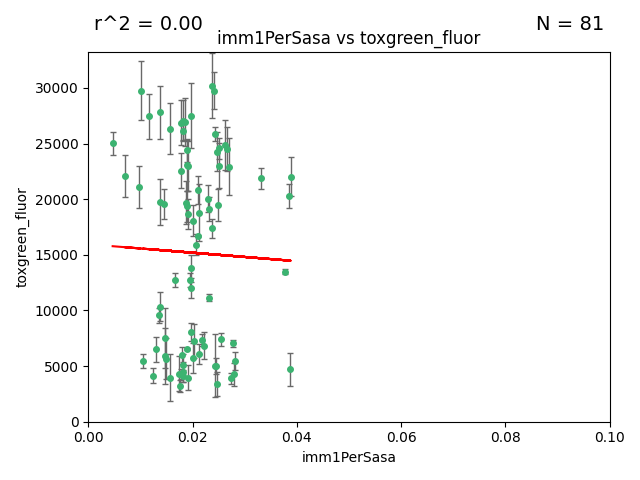 r^2 = 0.00
N = 81
imm1PerSasa vs toxgreen_fluor
30000
25000
20000
15000
10000
5000
0
toxgreen_fluor
0.00
0.02
0.04
0.06
0.08
0.10
imm1PerSasa